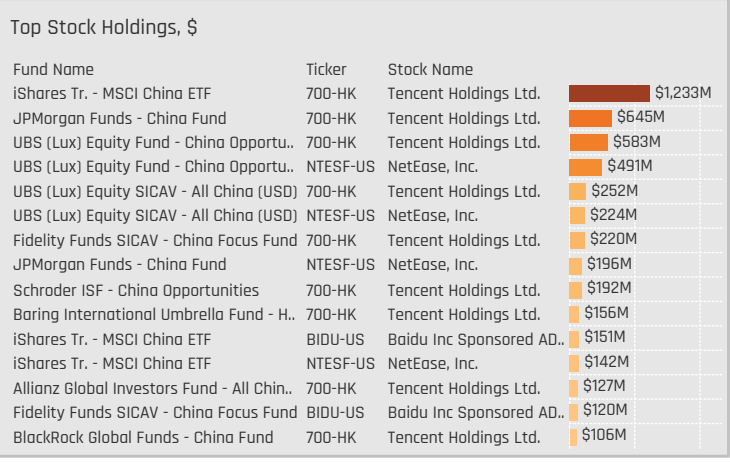 Top Stock Holdings, $
Fund Name Ticker Stock Name
iShares Tr. - MSCI China ETF 700-HK Tencent Holdings Ltd. $1,233M
JPMorgan Funds - China Fund 700-HK Tencent Holdings Ltd. $645M
UBS (Lux) Equity Fund - China Opportu.. 700-HK Tencent Holdings Ltd. $583M
UBS (Lux) Equity Fund - China Opportu.. NTESF-US NetEase, Inc. $491M
UBS (Lux) Equity SICAV - All China (USD) 700-HK Tencent Holdings Ltd. $252M
UBS (Lux) Equity SICAV - All China (USD) NTESF-US NetEase, Inc. $224M
Fidelity Funds SICAV - China Focus Fund 700-HK Tencent Holdings Ltd. $220M
JPMorgan Funds - China Fund NTESF-US NetEase, Inc. $196M
Schroder ISF - China Opportunities 700-HK Tencent Holdings Ltd. $192M
Baring International Umbrella Fund - H.. 700-HK Tencent Holdings Ltd. $156M
iShares Tr. - MSCI China ETF BIDU-US Baidu Inc Sponsored AD.. $151M
iShares Tr. - MSCI China ETF NTESF-US NetEase, Inc. $142M
Allianz Global Investors Fund - All Chin.. 700-HK Tencent Holdings Ltd. $127M
Fidelity Funds SICAV - China Focus Fund BIDU-US Baidu Inc Sponsored AD.. $120M
BlackRock Global Funds - China Fund 700-HK Tencent Holdings Ltd. $106M